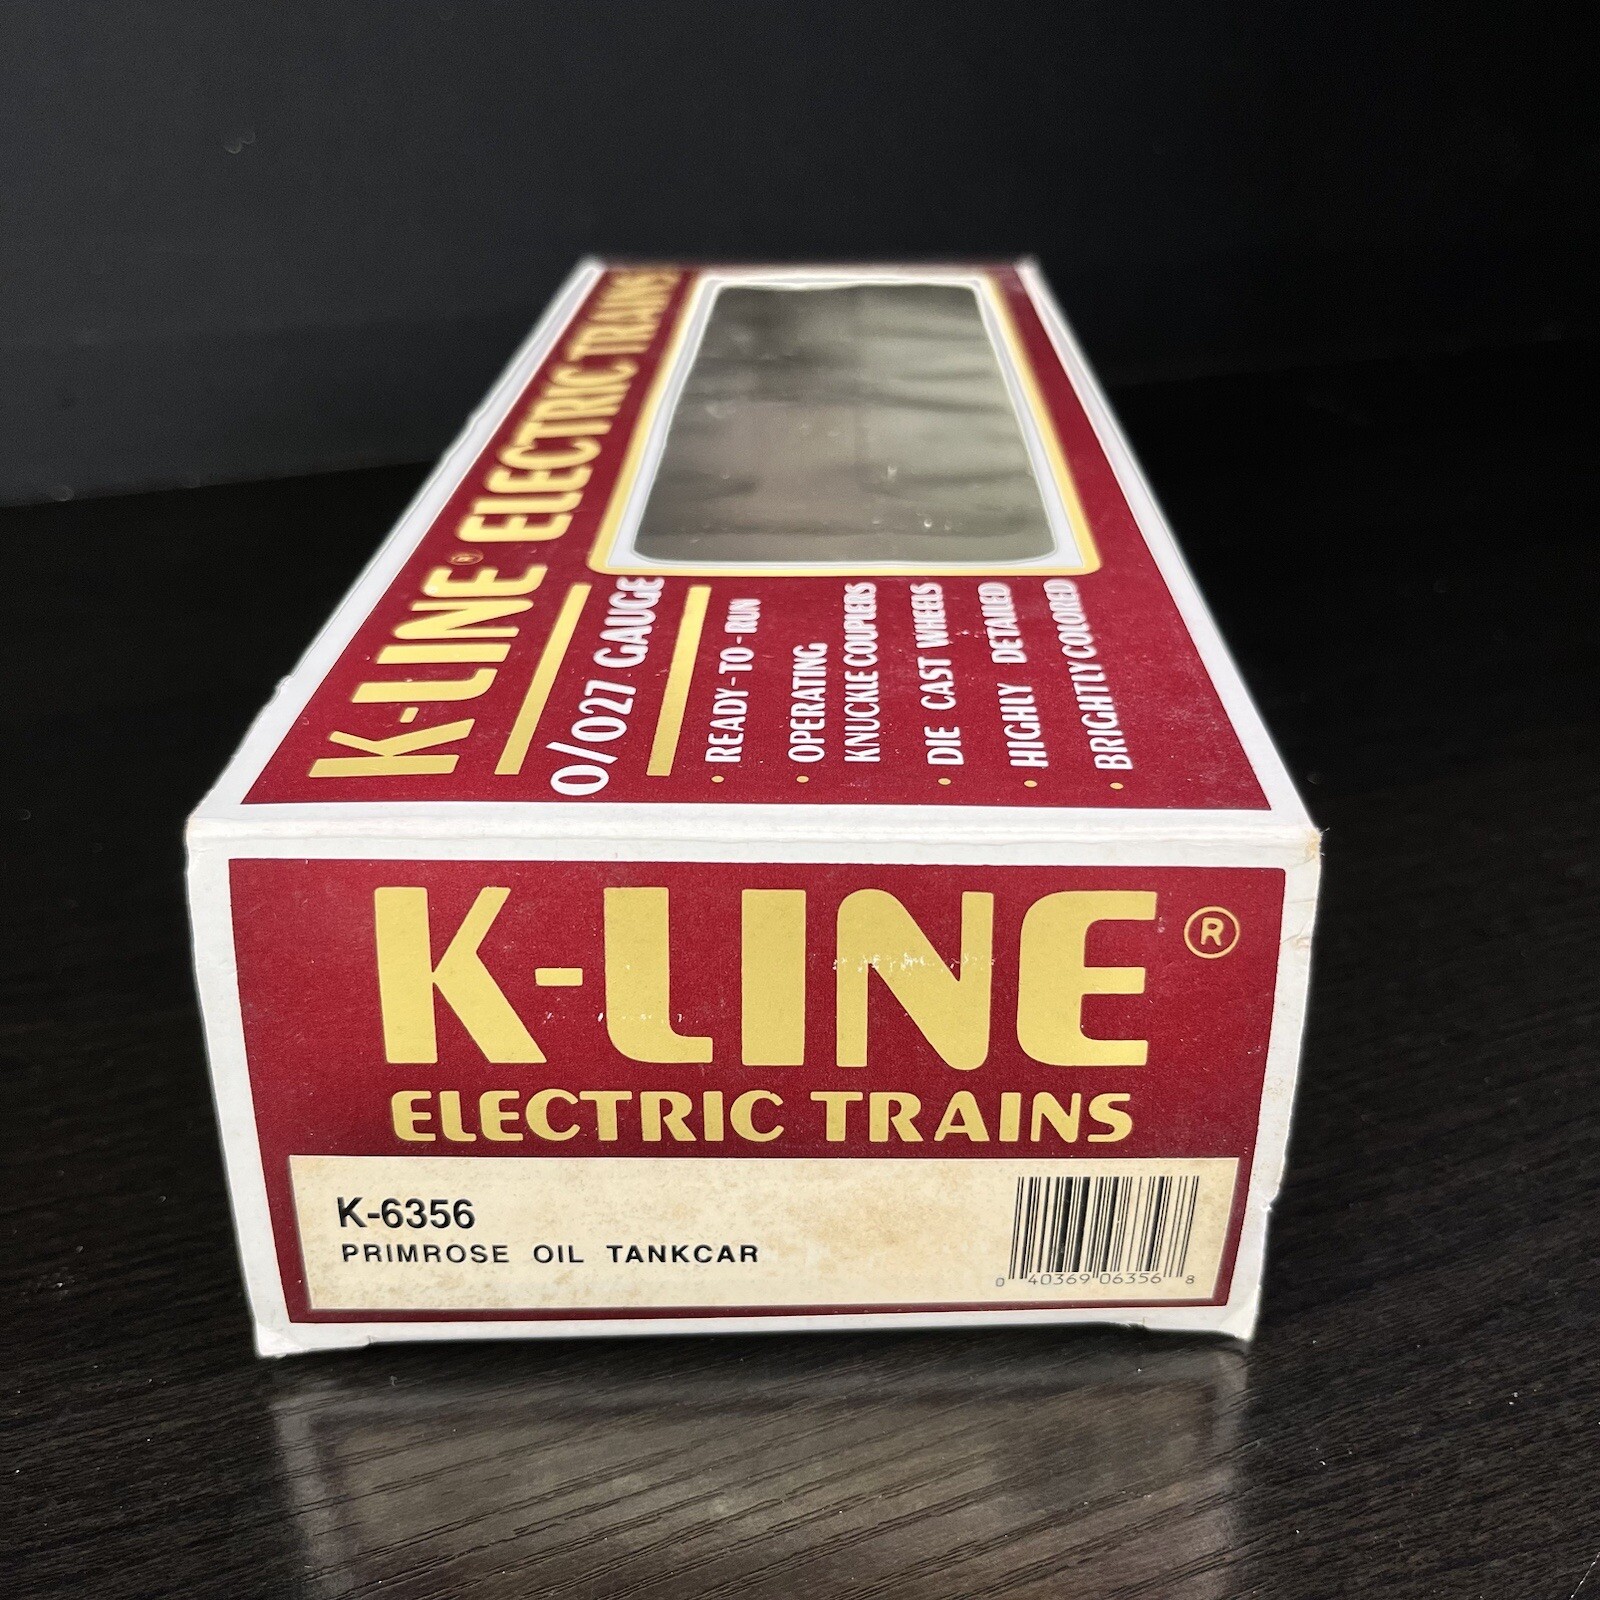 K-LINE® ELECTRIC TRAINS
O/O27 GAUGE
• READY-TO-RUN
• OPERATING
KNUCKLE COUPLERS
• DIE CAST WHEELS
• HIGHLY DETAILED
• BRIGHTLY COLORED
K-LINE®
ELECTRIC TRAINS
K-6356
PRIMROSE OIL TANKCAR
0 40369 06356 8